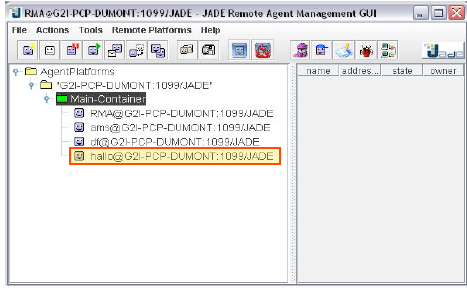 RMA@G2I-PCP-DUMONT:1099/JADE - JADE Remote Agent Management GUI
File Actions Tools Remote Platforms Help
Jade
AgentPlatforms
"G2I-PCP-DUMONT:1099/JADE"
Main-Container
RMA@G2I-PCP-DUMONT:1099/JADE
ams@G2I-PCP-DUMONT:1099/JADE
df@G2I-PCP-DUMONT:1099/JADE
hallo@G2I-PCP-DUMONT:1099/JADE
name addres... state owner